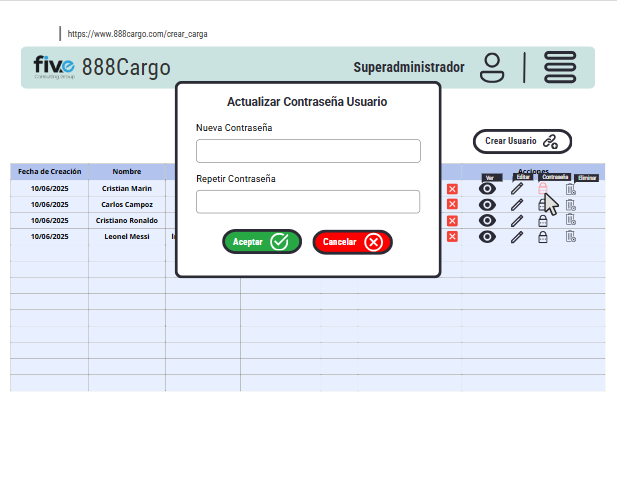 https://www.888cargo.com/crear_carga
five
Consulting Group
888Cargo
Superadministrador
Actualizar Contraseña Usuario
Nueva Contraseña
Repetir Contraseña
Aceptar
Cancelar
Crear Usuario
Fecha de Creación Nombre Acciones
Ver Editar Contraseña Eliminar
10/06/2025 Cristian Marin
10/06/2025 Carlos Campoz
10/06/2025 Cristiano Ronaldo
10/06/2025 Leonel Messi